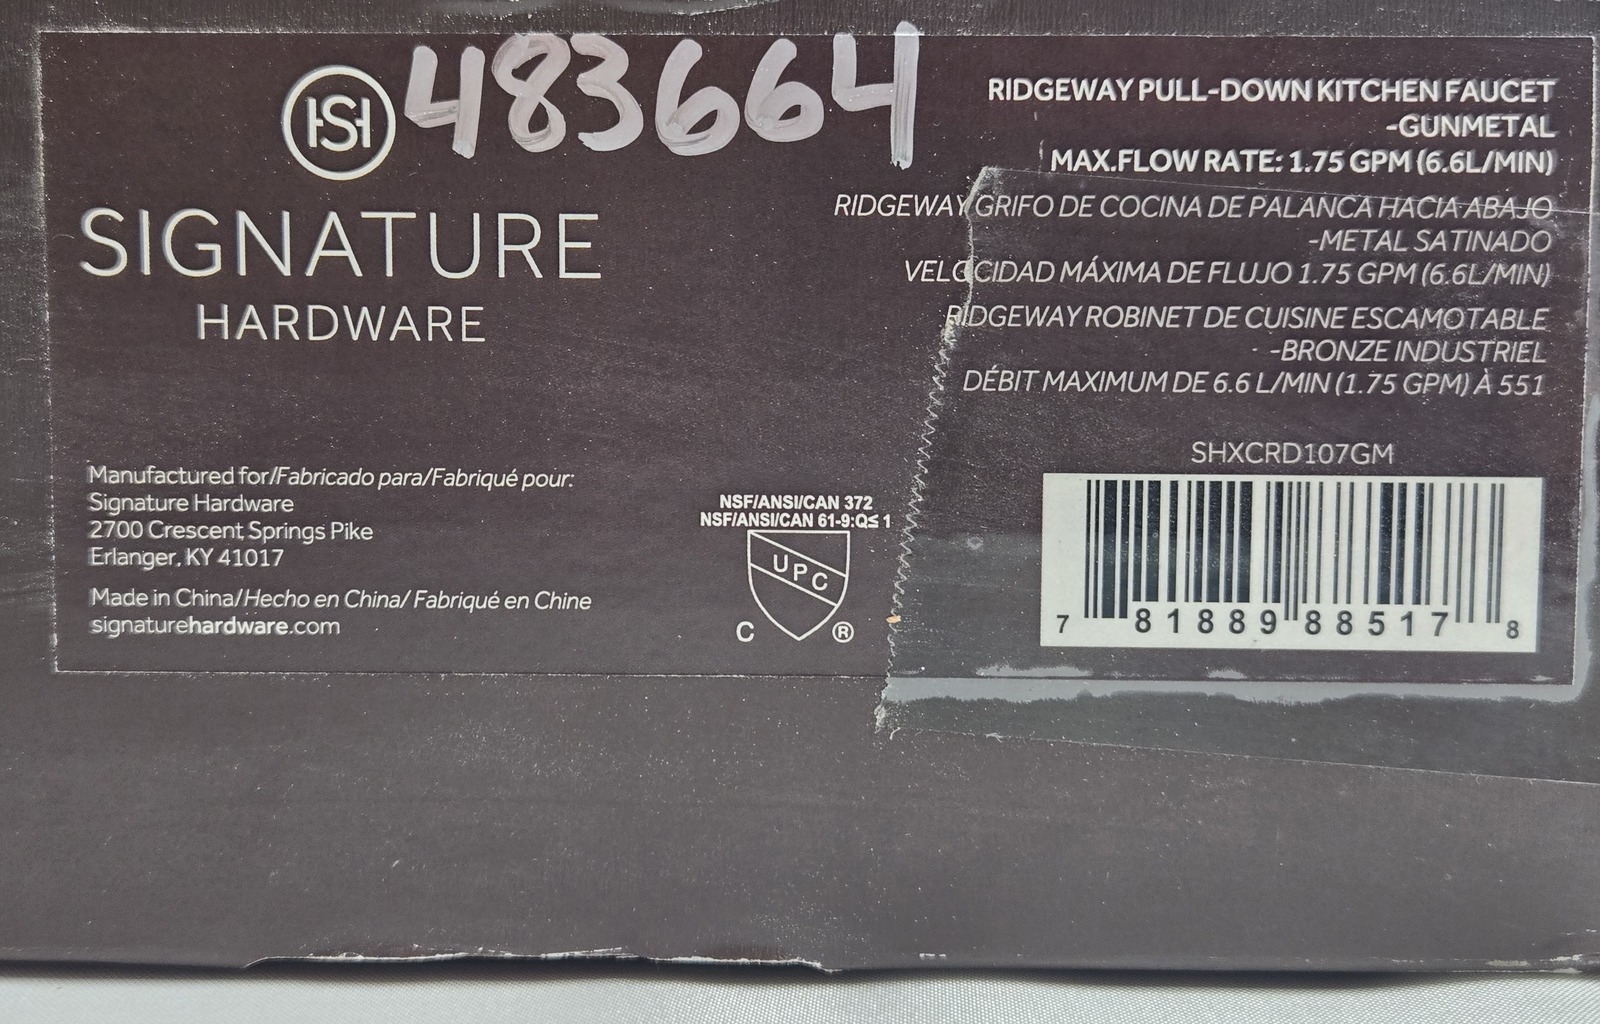 483664
HSH
SIGNATURE
HARDWARE
RIDGEWAY PULL-DOWN KITCHEN FAUCET
-GUNMETAL
MAX.FLOW RATE: 1.75 GPM (6.6L/MIN)
RIDGEWAY GRIFO DE COCINA DE PALANCA HACIA ABAJO
-METAL SATINADO
VELOCIDAD MÁXIMA DE FLUJO 1.75 GPM (6.6L/MIN)
RIDGEWAY ROBINET DE CUISINE ESCAMOTABLE
-BRONZE INDUSTRIEL
DÉBIT MAXIMUM DE 6.6 L/MIN (1.75 GPM) À 551
Manufactured for/Fabricado para/Fabriqué pour:
Signature Hardware
2700 Crescent Springs Pike
Erlanger, KY 41017
Made in China/Hecho en China/ Fabriqué en Chine
signaturehardware.com
NSF/ANSI/CAN 372
NSF/ANSI/CAN 61-9:Q≤ 1
UPC
C ®
SHXCRD107GM
7 81889 88517 8